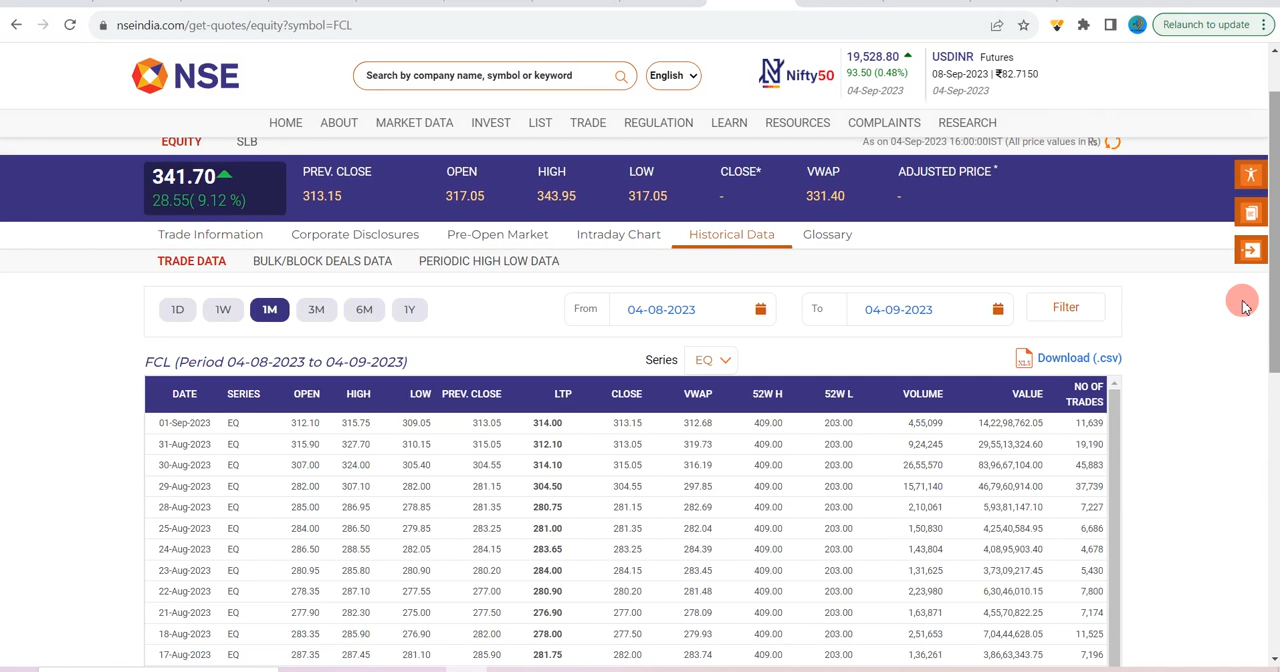 nseindia.com/get-quotes/equity?symbol=FCL
Relaunch to update
NSE
Search by company name, symbol or keyword
English
Nifty50
19,528.80
93.50 (0.48%)
04-Sep-2023
USDINR Futures
08-Sep-2023 | ₹82.7150
04-Sep-2023
HOME ABOUT MARKET DATA INVEST LIST TRADE REGULATION LEARN RESOURCES COMPLAINTS RESEARCH
EQUITY SLB
As on 04-Sep-2023 16:00:00IST (All price values in ₹)
341.70
28.55( 9.12 %)
PREV. CLOSE OPEN HIGH LOW CLOSE* VWAP ADJUSTED PRICE *
313.15 317.05 343.95 317.05 - 331.40 -
Trade Information Corporate Disclosures Pre-Open Market Intraday Chart Historical Data Glossary
TRADE DATA BULK/BLOCK DEALS DATA PERIODIC HIGH LOW DATA
1D 1W 1M 3M 6M 1Y
From 04-08-2023 To 04-09-2023 Filter
FCL (Period 04-08-2023 to 04-09-2023)
Series EQ
XLS Download (.csv)
DATE SERIES OPEN HIGH LOW PREV. CLOSE LTP CLOSE VWAP 52W H 52W L VOLUME VALUE NO OF TRADES
01-Sep-2023 EQ 312.10 315.75 309.05 313.05 314.00 313.15 312.68 409.00 203.00 4,55,099 14,22,98,762.05 11,639
31-Aug-2023 EQ 315.90 327.70 310.15 315.05 312.10 313.05 319.73 409.00 203.00 9,24,245 29,55,13,324.60 19,190
30-Aug-2023 EQ 307.00 324.00 305.40 304.55 314.10 315.05 316.19 409.00 203.00 26,55,570 83,96,67,104.00 45,883
29-Aug-2023 EQ 282.00 307.10 282.00 281.15 304.50 304.55 297.85 409.00 203.00 15,71,140 46,79,60,914.00 37,739
28-Aug-2023 EQ 285.00 286.95 278.85 281.35 280.75 281.15 282.69 409.00 203.00 2,10,061 5,93,81,147.10 7,227
25-Aug-2023 EQ 284.00 286.50 279.85 283.25 281.00 281.35 282.04 409.00 203.00 1,50,830 4,25,40,584.95 6,686
24-Aug-2023 EQ 286.50 288.55 282.05 284.15 283.65 283.25 284.39 409.00 203.00 1,43,804 4,08,95,903.40 4,678
23-Aug-2023 EQ 280.95 285.80 280.90 280.20 284.00 284.15 283.45 409.00 203.00 1,31,625 3,73,09,217.45 5,430
22-Aug-2023 EQ 278.35 287.10 277.55 277.00 280.90 280.20 281.48 409.00 203.00 2,23,980 6,30,46,010.15 7,800
21-Aug-2023 EQ 277.90 282.30 275.00 277.50 276.90 277.00 278.09 409.00 203.00 1,63,871 4,55,70,822.25 7,174
18-Aug-2023 EQ 283.35 285.90 276.90 282.00 278.00 277.50 279.93 409.00 203.00 2,51,653 7,04,44,628.05 11,525
17-Aug-2023 EQ 287.35 287.45 281.10 285.90 281.75 282.00 283.74 409.00 203.00 1,36,261 3,86,63,343.75 7,196